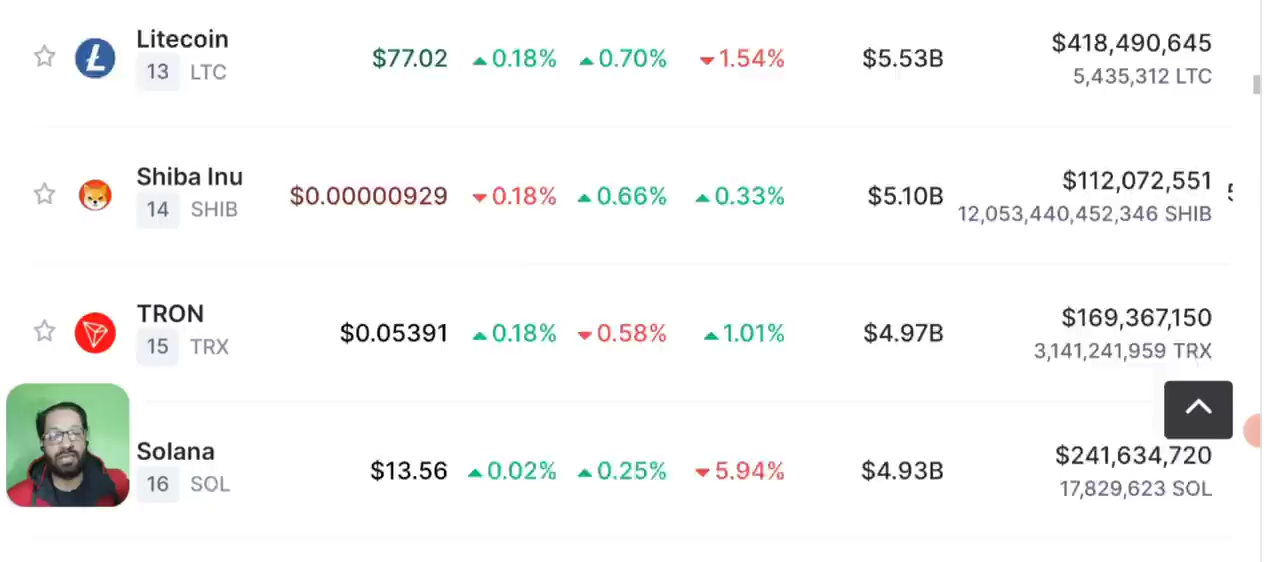 Litecoin
13 LTC $77.02 0.18% 0.70% 1.54% $5.53B $418,490,645
5,435,312 LTC
Shiba Inu
14 SHIB $0.00000929 0.18% 0.66% 0.33% $5.10B $112,072,551
12,053,440,452,346 SHIB
TRON
15 TRX $0.05391 0.18% 0.58% 1.01% $4.97B $169,367,150
3,141,241,959 TRX
Solana
16 SOL $13.56 0.02% 0.25% 5.94% $4.93B $241,634,720
17,829,623 SOL